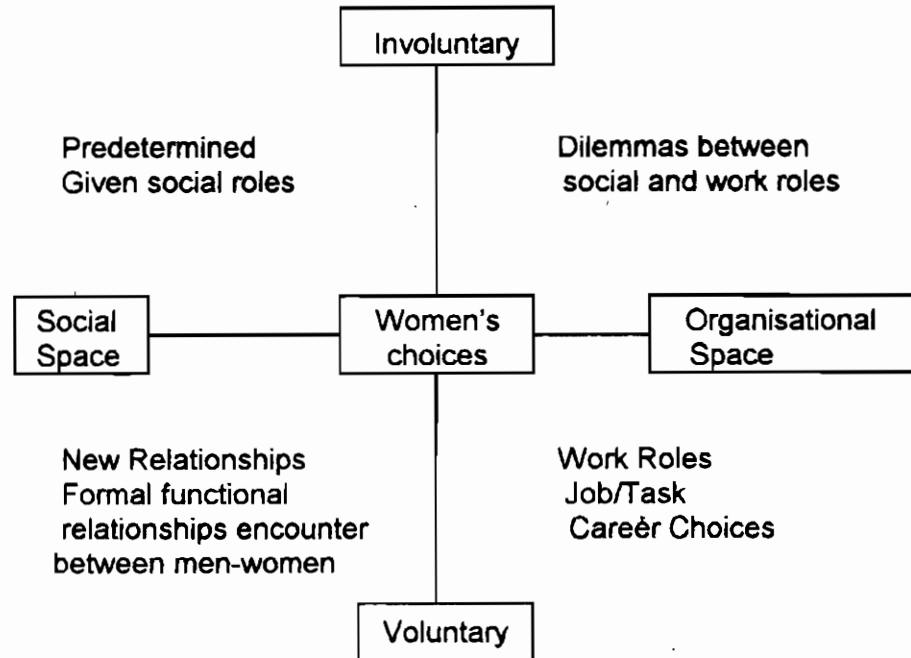 Involuntary
Predetermined
Given social roles
Dilemmas between
social and work roles
Social
Space
Women's
choices
Organisational
Space
New Relationships
Formal functional
relationships encounter
between men-women
Work Roles
Job/Task
Career Choices
Voluntary